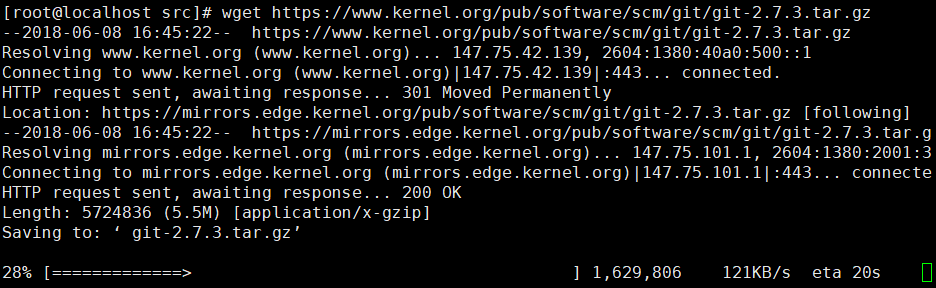 [root@localhost src]# wget https://www.kernel.org/pub/software/scm/git/git-2.7.3.tar.gz
--2018-06-08 16:45:22--  https://www.kernel.org/pub/software/scm/git/git-2.7.3.tar.gz
Resolving www.kernel.org (www.kernel.org)... 147.75.42.139, 2604:1380:40a0:500::1
Connecting to www.kernel.org (www.kernel.org)|147.75.42.139|:443... connected.
HTTP request sent, awaiting response... 301 Moved Permanently
Location: https://mirrors.edge.kernel.org/pub/software/scm/git/git-2.7.3.tar.gz [following]
--2018-06-08 16:45:22--  https://mirrors.edge.kernel.org/pub/software/scm/git/git-2.7.3.tar.g
Resolving mirrors.edge.kernel.org (mirrors.edge.kernel.org)... 147.75.101.1, 2604:1380:2001:3
Connecting to mirrors.edge.kernel.org (mirrors.edge.kernel.org)|147.75.101.1|:443... connecte
HTTP request sent, awaiting response... 200 OK
Length: 5724836 (5.5M) [application/x-gzip]
Saving to: ‘ git-2.7.3.tar.gz’
28% [=============>                                      ] 1,629,806    121KB/s  eta 20s